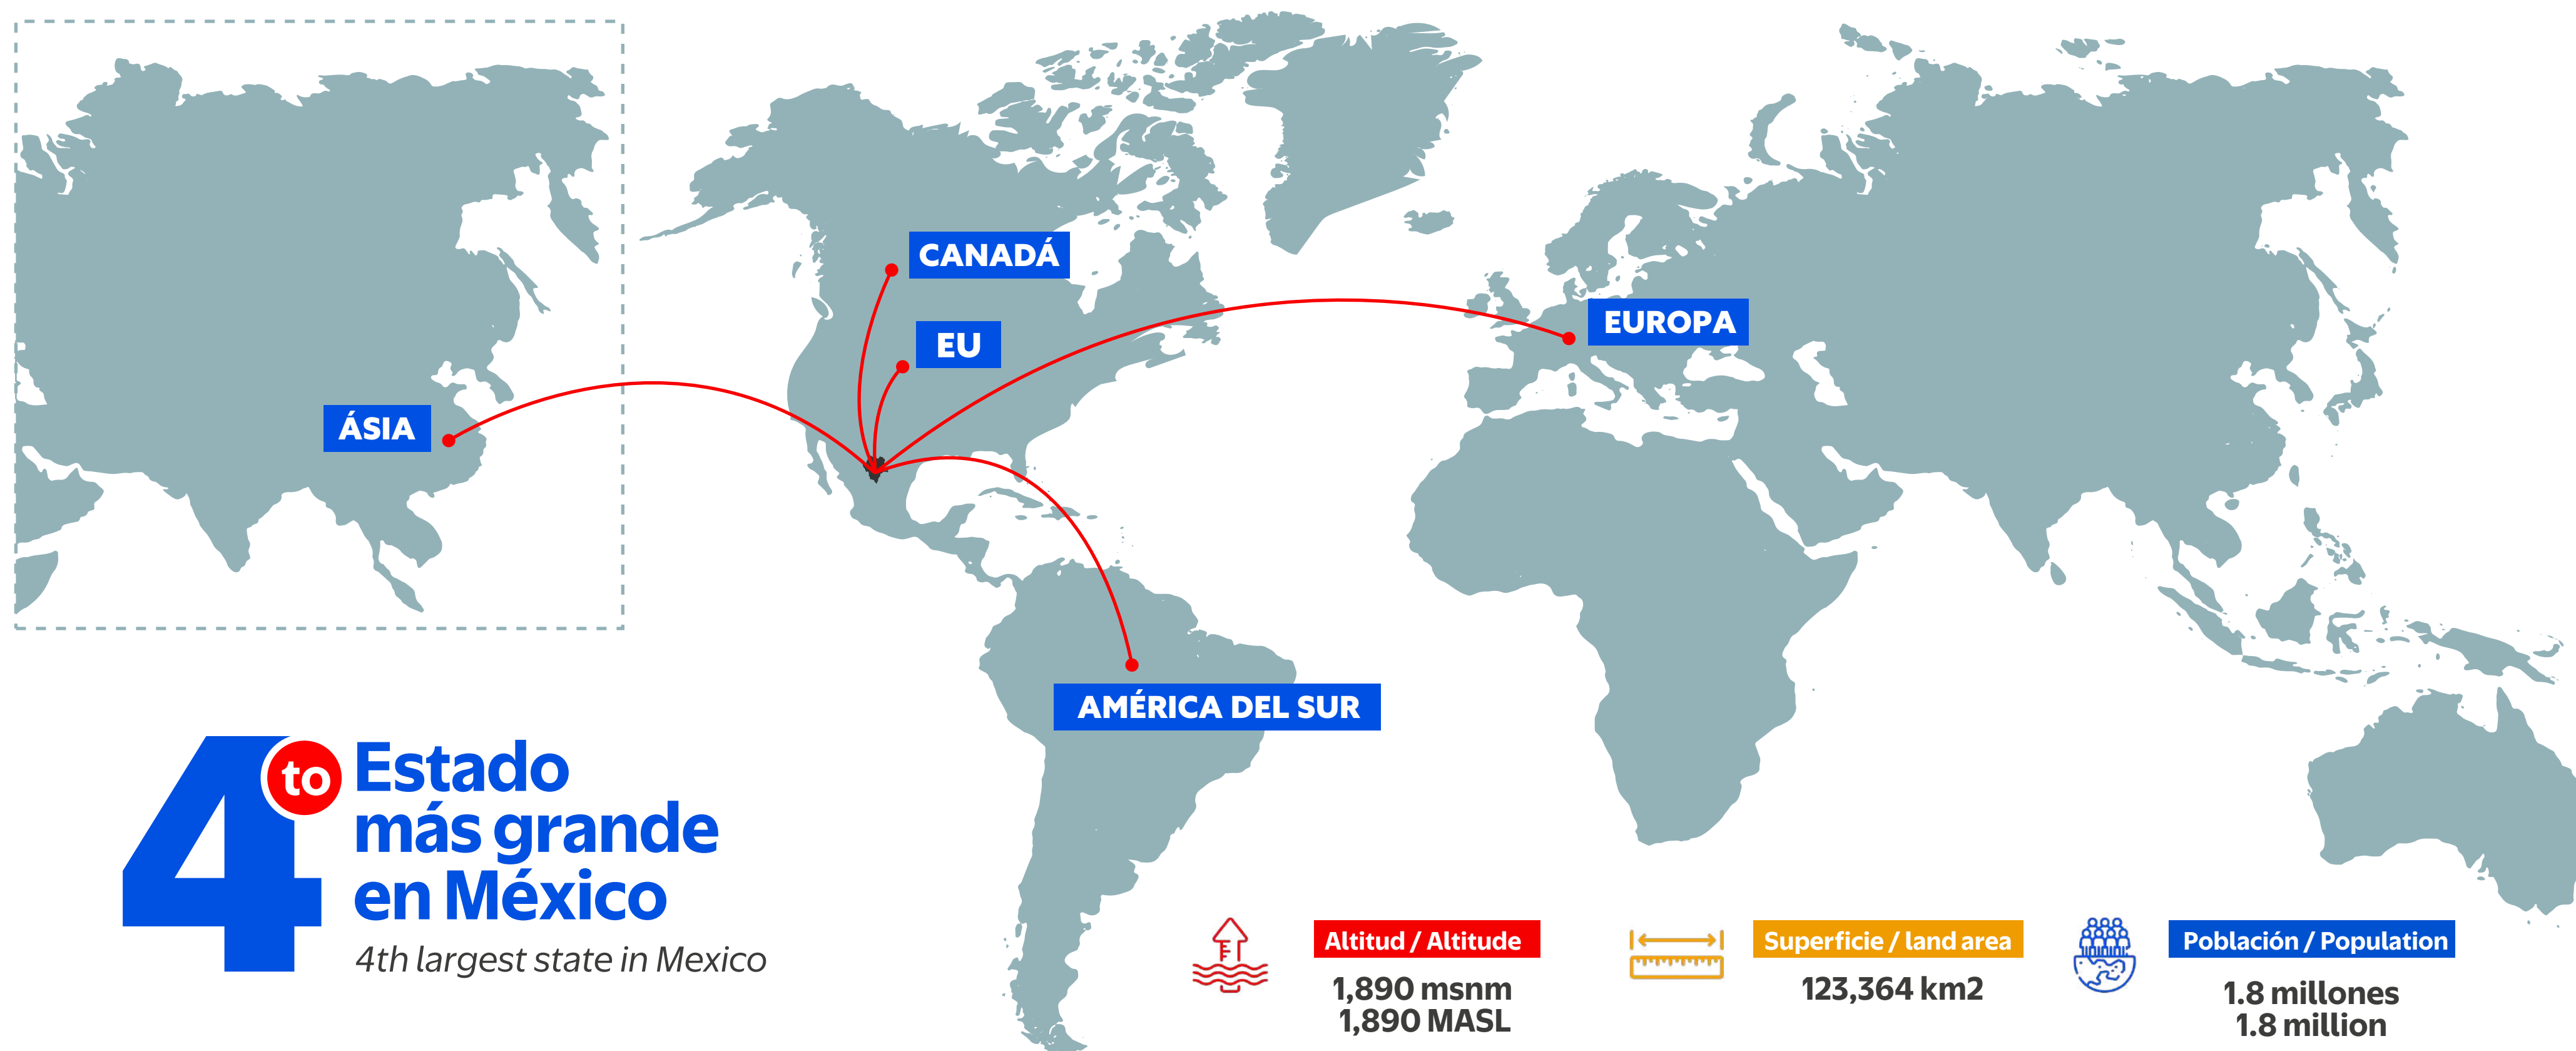 CANADÁ
EU
EUROPA
ÁSIA
AMÉRICA DEL SUR
4to
Estado
más grande
en México
4th largest state in Mexico
Altitud / Altitude
1,890 msnm
1,890 MASL
Superficie / land area
123,364 km2
Población / Population
1.8 millones
1.8 million